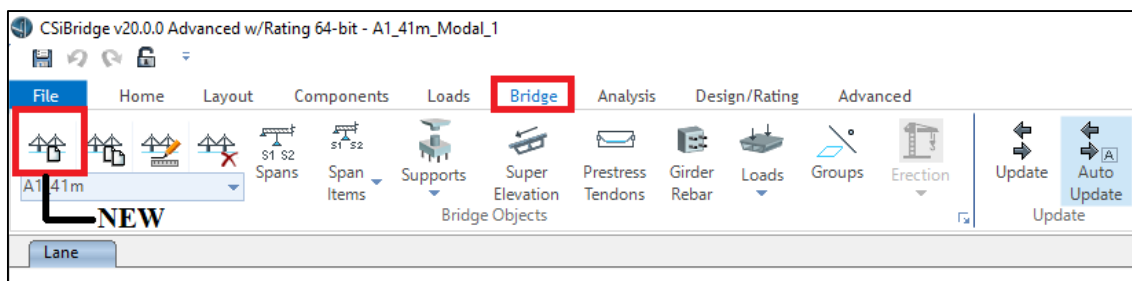 CSiBridge v20.0.0 Advanced w/Rating 64-bit - A1_41m_Modal_1
File Home Layout Components Loads Bridge Analysis Design/Rating Advanced
S1 S2 S1 S2
Spans Span Supports Super Prestress Girder Loads Groups Erection Update Auto
Items Elevation Tendons Rebar Update
A1_41m
A
NEW
Bridge Objects Update
Lane